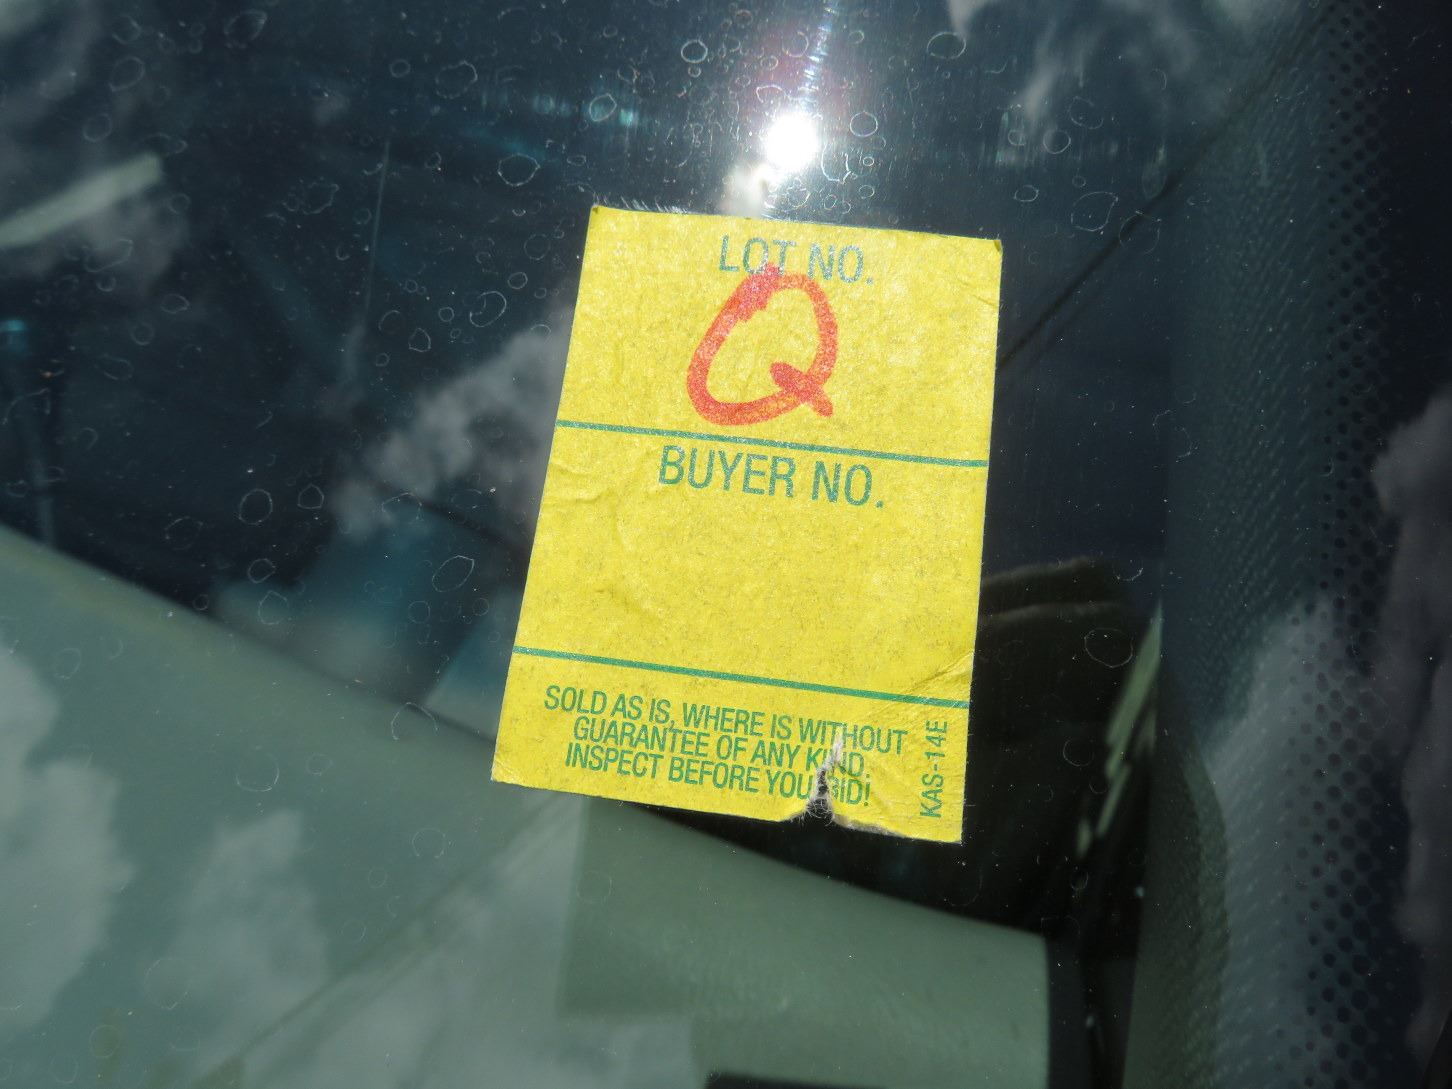 LOT NO.
Q
BUYER NO.
SOLD AS IS, WHERE IS WITHOUT
GUARANTEE OF ANY KIND.
INSPECT BEFORE YOU BID!
KAS-14E